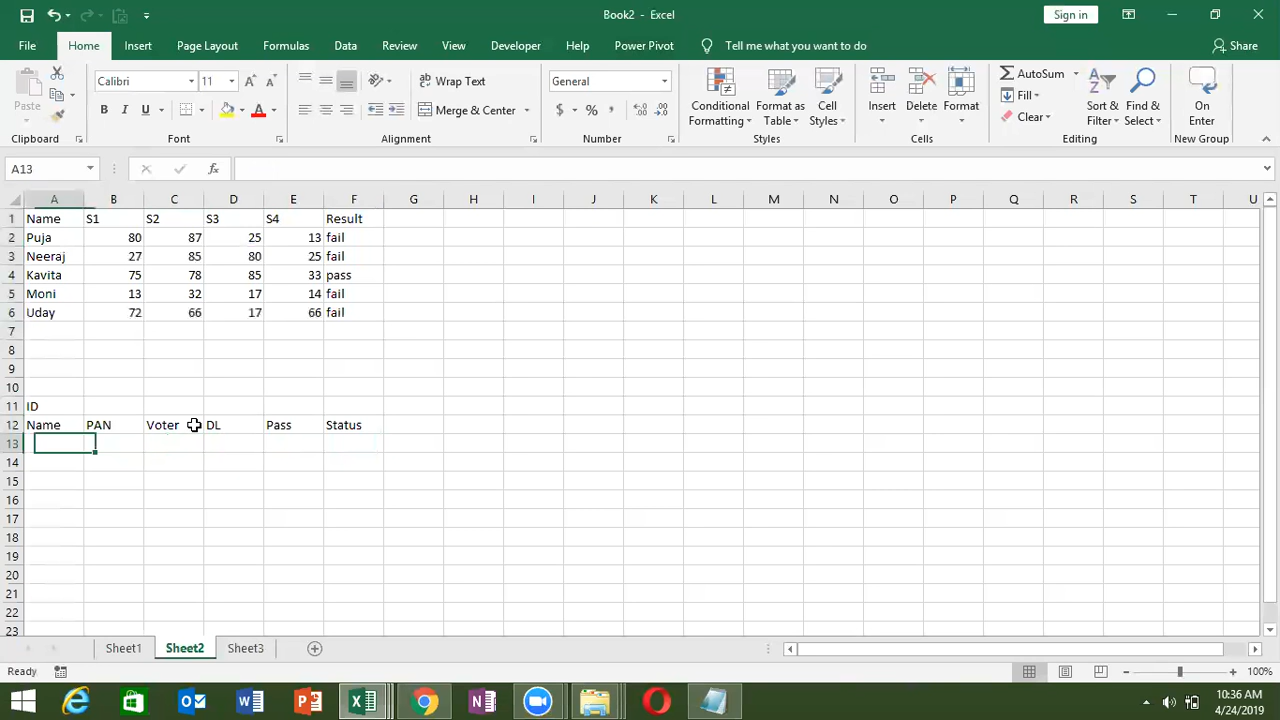 Book2 - Excel
Sign in
File Home Insert Page Layout Formulas Data Review View Developer Help Power Pivot Tell me what you want to do Share
Paste
Calibri 11
Wrap Text
General
Conditional Formatting
Format as Table
Cell Styles
Insert
Delete
Format
AutoSum
Sort & Filter
Find & Select
On Enter
B I U
Merge & Center
$ % ,
Fill
Clear
Clipboard Font Alignment Number Styles Cells Editing New Group
A13 fx
A B C D E F G H I J K L M N O P Q R S T U
1 Name S1 S2 S3 S4 Result
2 Puja 80 87 25 13 fail
3 Neeraj 27 85 80 25 fail
4 Kavita 75 78 85 33 pass
5 Moni 13 32 17 14 fail
6 Uday 72 66 17 66 fail
7
8
9
10
11 ID
12 Name PAN Voter DL Pass Status
13
14
15
16
17
18
19
20
21
22
23
Sheet1 Sheet2 Sheet3
Ready 100%
10:36 AM
4/24/2019